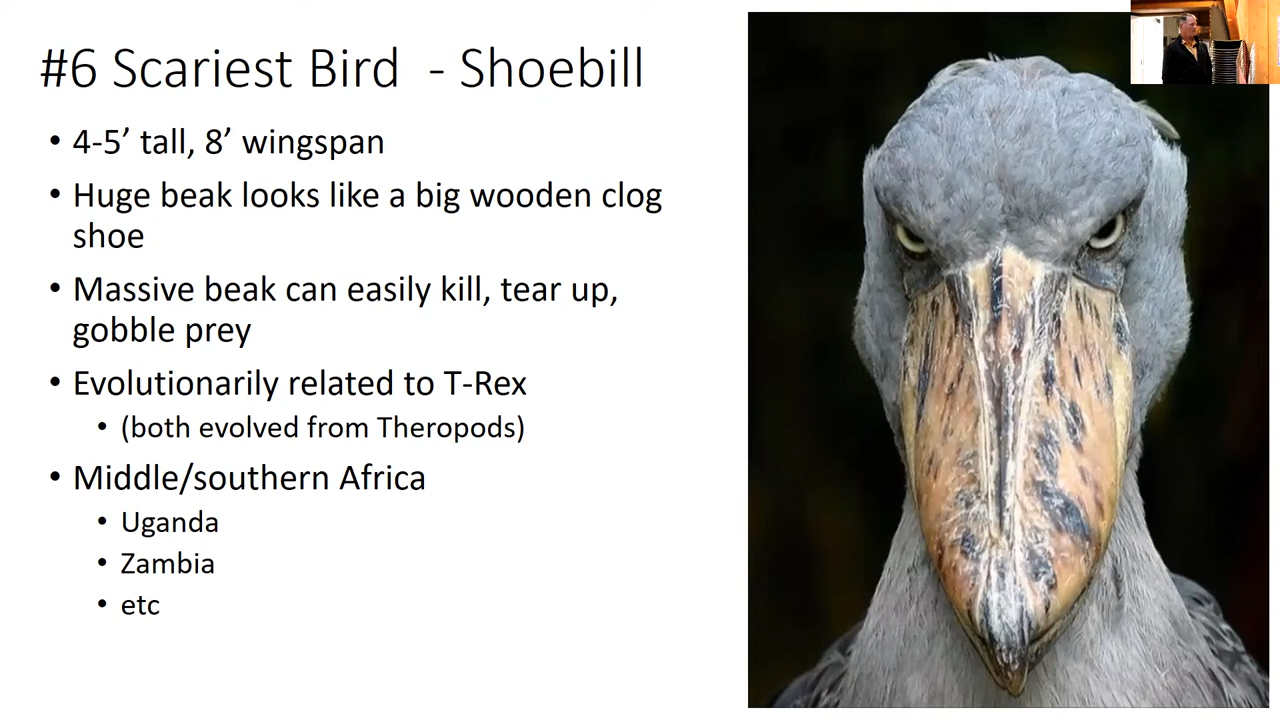 #6 Scariest Bird - Shoebill
• 4-5’ tall, 8’ wingspan
• Huge beak looks like a big wooden clog
shoe
• Massive beak can easily kill, tear up,
gobble prey
• Evolutionarily related to T-Rex
• (both evolved from Theropods)
• Middle/southern Africa
• Uganda
• Zambia
• etc